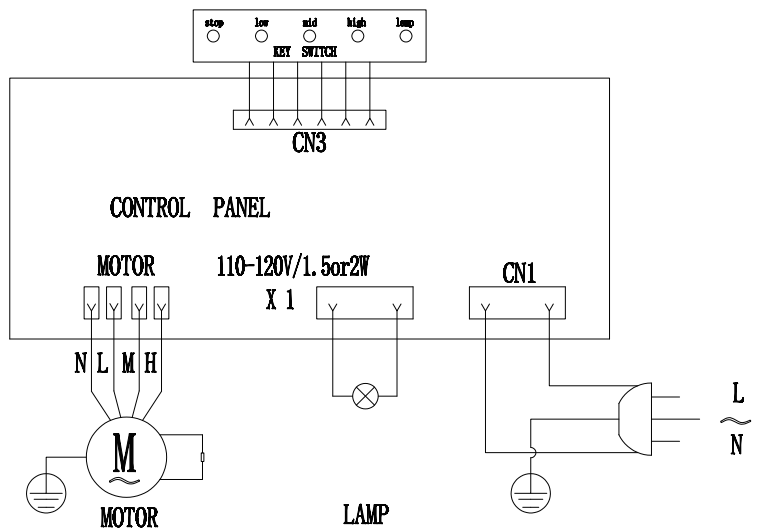 stop low mid high lamp
KEY SWITCH
CN3
CONTROL PANEL
MOTOR
110-120V/1.5or2W
X 1
CN1
N L M H
L
N
M
MOTOR
LAMP